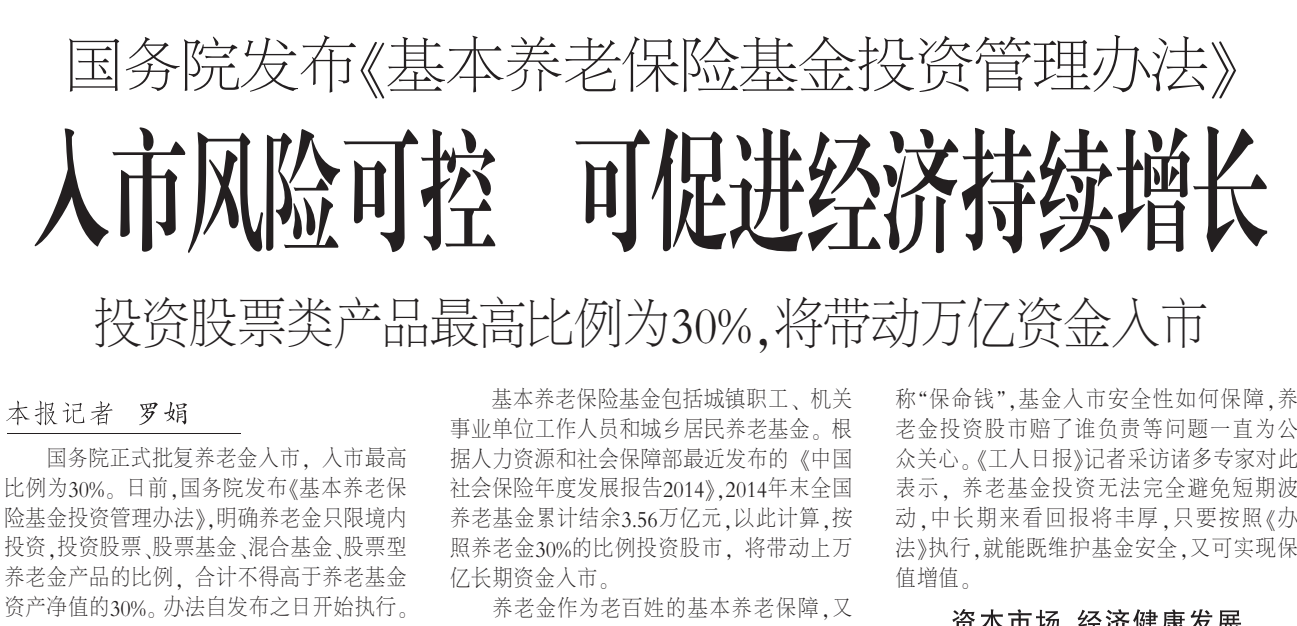 国务院发布《基本养老保险基金投资管理办法》
入市风险可控　可促进经济持续增长
投资股票类产品最高比例为30%,将带动万亿资金入市
本报记者　罗娟
国务院正式批复养老金入市，入市最高
比例为30%。日前,国务院发布《基本养老保
险基金投资管理办法》,明确养老金只限境内
投资,投资股票、股票基金、混合基金、股票型
养老金产品的比例，合计不得高于养老基金
资产净值的30%。办法自发布之日开始执行。
基本养老保险基金包括城镇职工、机关
事业单位工作人员和城乡居民养老基金。根
据人力资源和社会保障部最近发布的《中国
社会保险年度发展报告2014》,2014年末全国
养老基金累计结余3.56万亿元,以此计算,按
照养老金30%的比例投资股市，将带动上万
亿长期资金入市。
养老金作为老百姓的基本养老保障,又
称“保命钱”,基金入市安全性如何保障,养
老金投资股市赔了谁负责等问题一直为公
众关心。《工人日报》记者采访诸多专家对此
表示，养老基金投资无法完全避免短期波
动,中长期来看回报将丰厚,只要按照《办
法》执行,就能既维护基金安全,又可实现保
值增值。
资本市场 经济健康发展